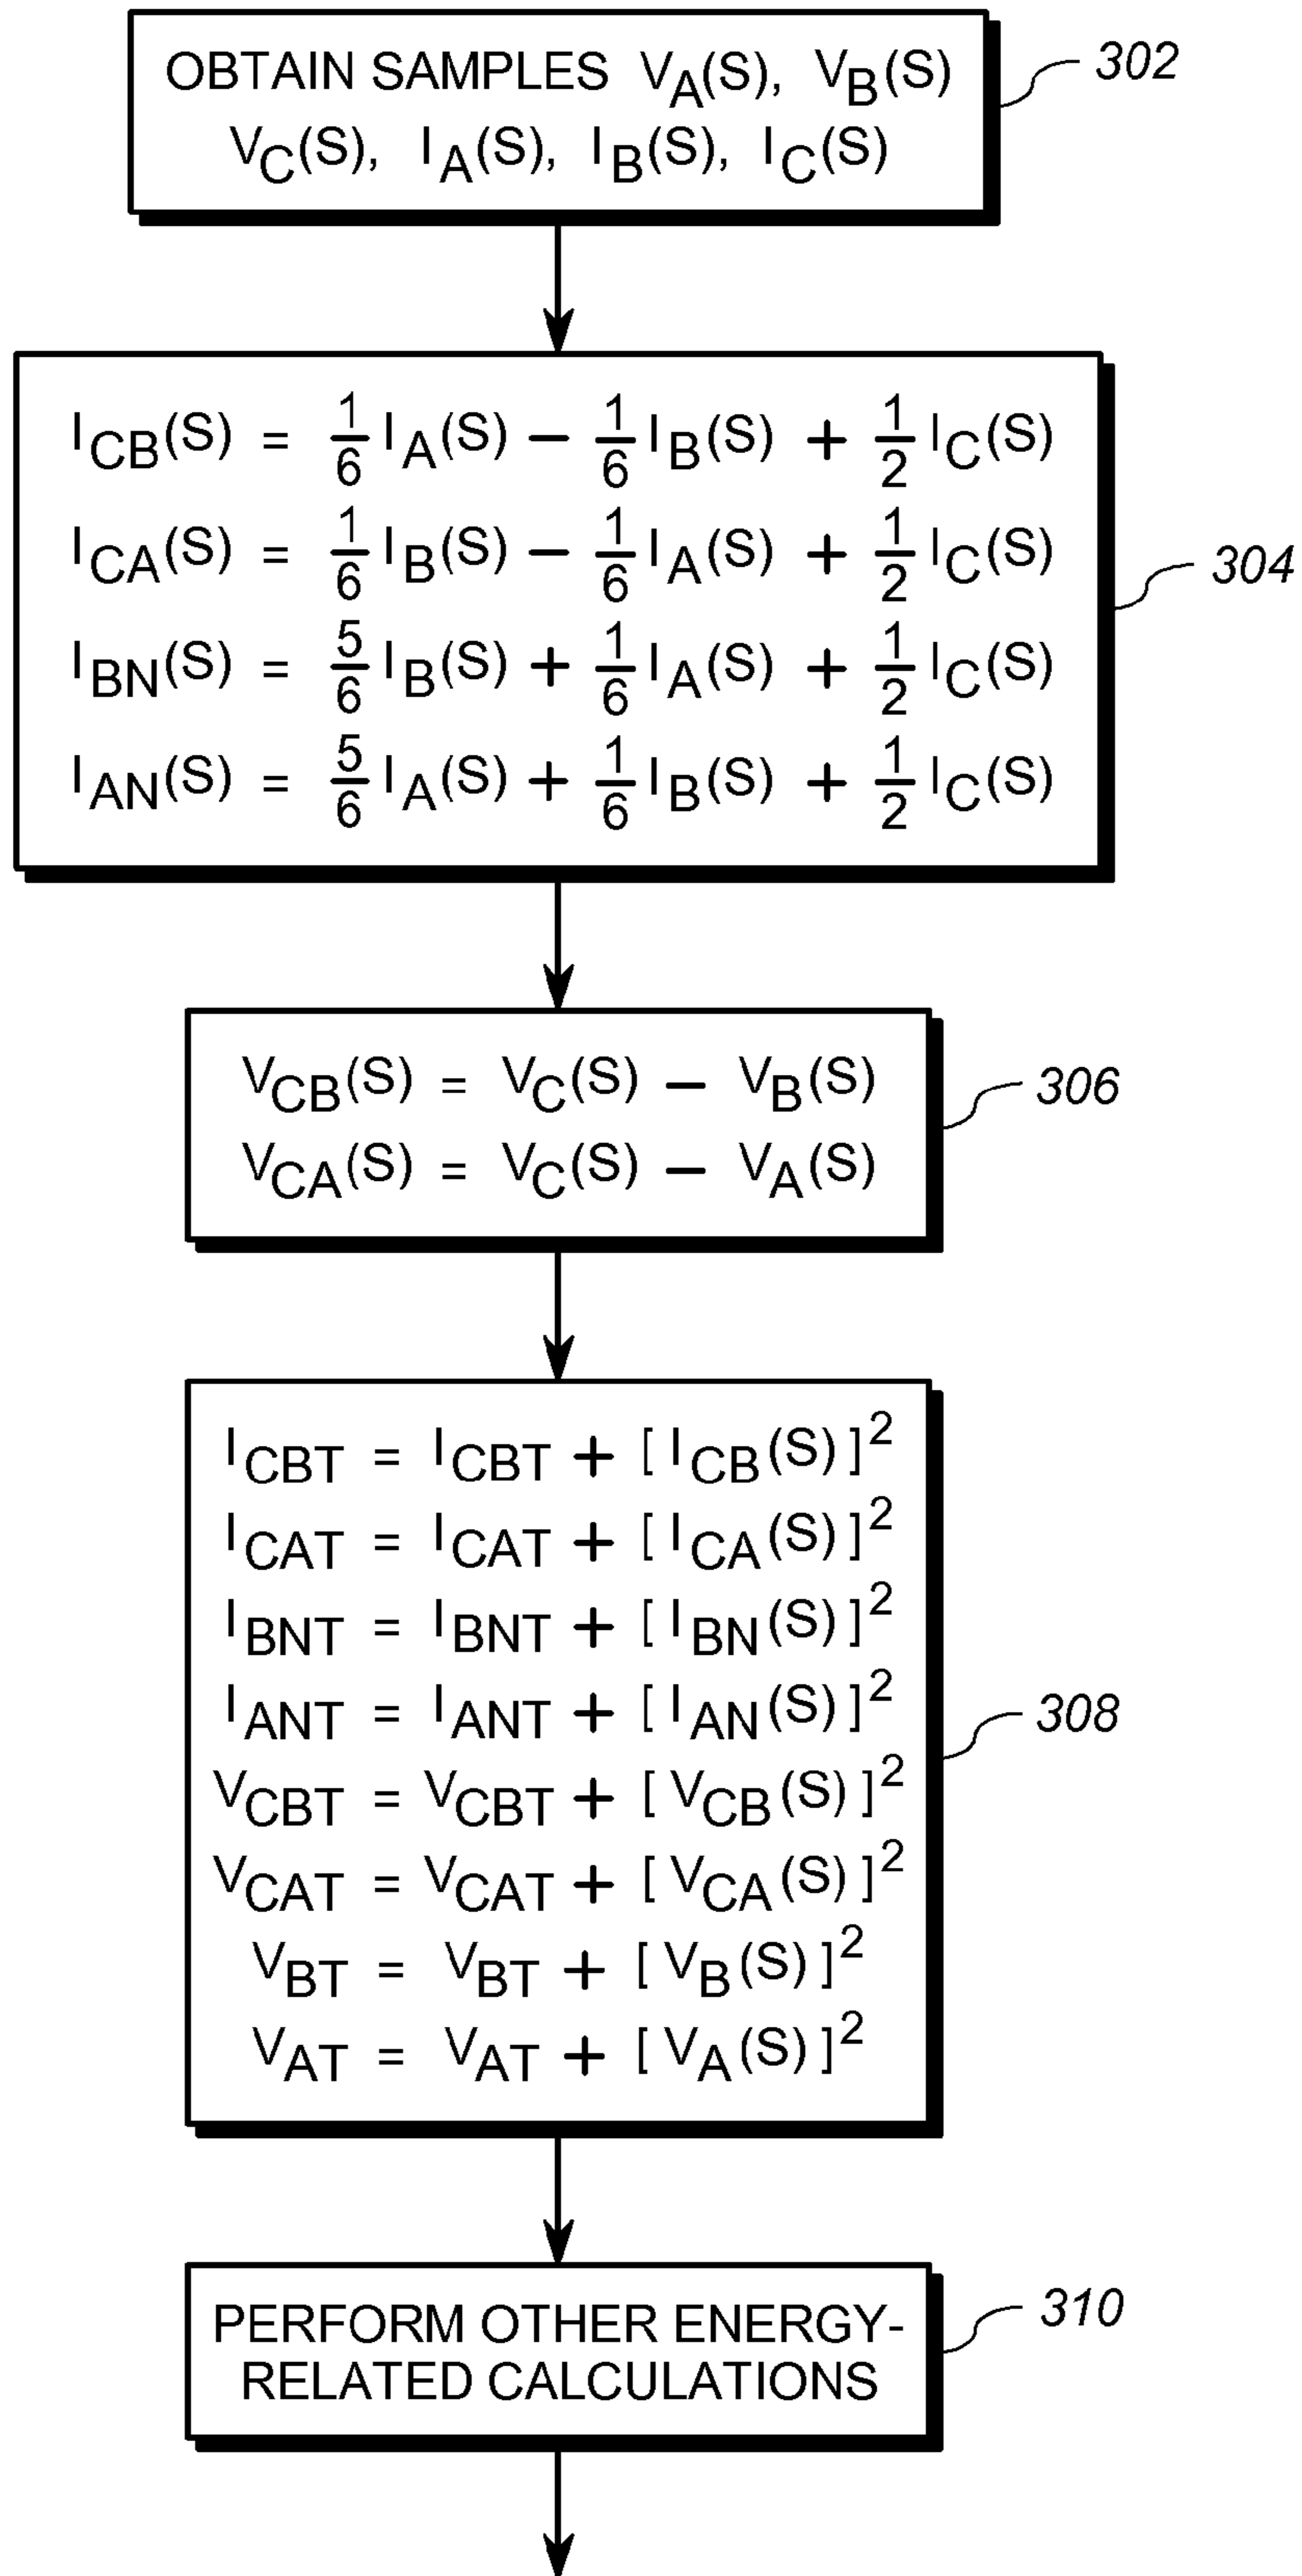 OBTAIN SAMPLES V_A(S), V_B(S)
V_C(S), I_A(S), I_B(S), I_C(S)
302
I_CB(S) = 1/6 I_A(S) − 1/6 I_B(S) + 1/2 I_C(S)
I_CA(S) = 1/6 I_B(S) − 1/6 I_A(S) + 1/2 I_C(S)
I_BN(S) = 5/6 I_B(S) + 1/6 I_A(S) + 1/2 I_C(S)
I_AN(S) = 5/6 I_A(S) + 1/6 I_B(S) + 1/2 I_C(S)
304
V_CB(S) = V_C(S) − V_B(S)
V_CA(S) = V_C(S) − V_A(S)
306
I_CBT = I_CBT + [ I_CB(S) ]^2
I_CAT = I_CAT + [ I_CA(S) ]^2
I_BNT = I_BNT + [ I_BN(S) ]^2
I_ANT = I_ANT + [ I_AN(S) ]^2
V_CBT = V_CBT + [ V_CB(S) ]^2
V_CAT = V_CAT + [ V_CA(S) ]^2
V_BT = V_BT + [ V_B(S) ]^2
V_AT = V_AT + [ V_A(S) ]^2
308
PERFORM OTHER ENERGY-
RELATED CALCULATIONS
310